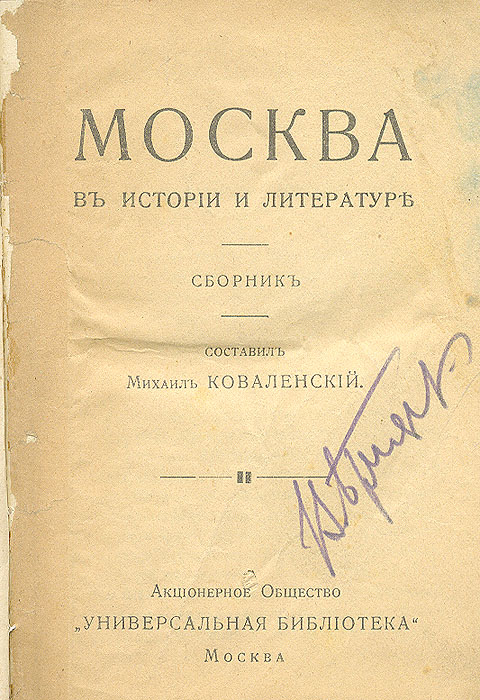 МОСКВА
ВЪ ИСТОРІИ И ЛИТЕРАТУРѢ
СБОРНИКЪ
СОСТАВИЛЪ
МИХАИЛЪ КОВАЛЕНСКІЙ.
АКЦІОНЕРНОЕ ОБЩЕСТВО
„УНИВЕРСАЛЬНАЯ БИБЛІОТЕКА“
МОСКВА